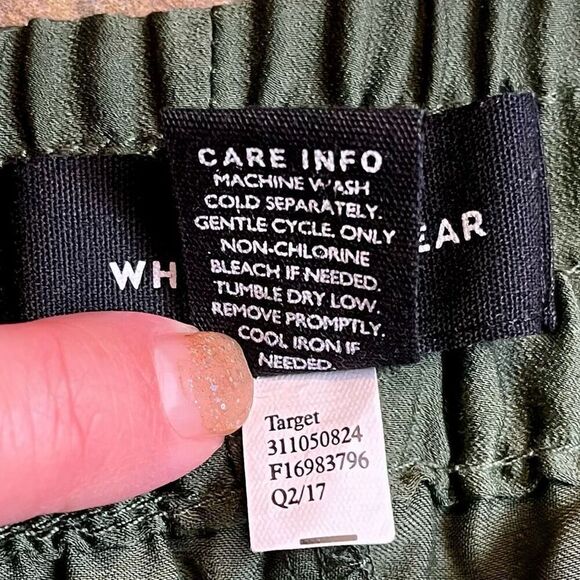 CARE INFO
MACHINE WASH
COLD SEPARATELY.
GENTLE CYCLE. ONLY
NON-CHLORINE
BLEACH IF NEEDED.
TUMBLE DRY LOW.
REMOVE PROMPTLY.
COOL IRON IF
NEEDED.
WH EAR
Target
311050824
F16983796
Q2/17